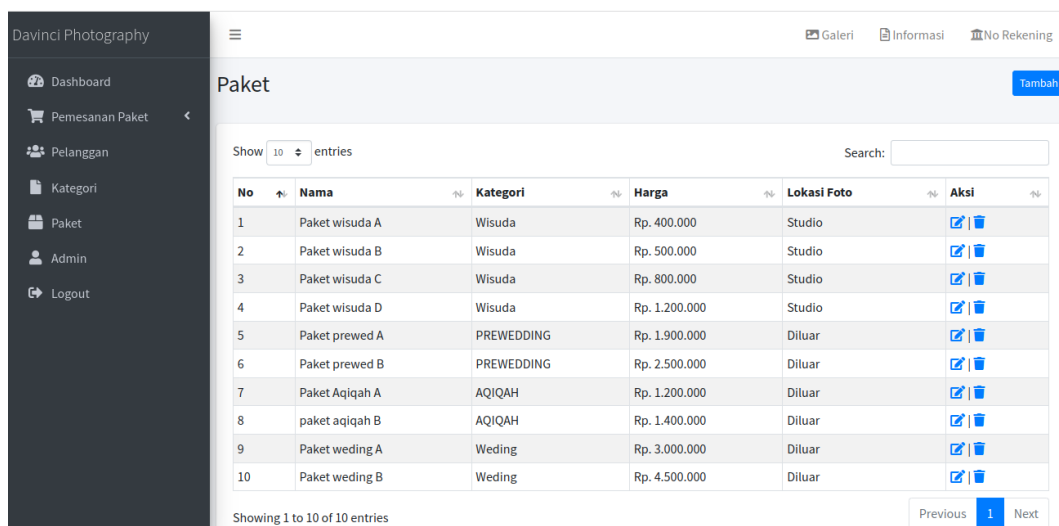 Davinci Photography
Galeri Informasi No Rekening
Dashboard
Pemesanan Paket
Pelanggan
Kategori
Paket
Admin
Logout
Paket
Tambah
Show 10 entries
Search:
No Nama Kategori Harga Lokasi Foto Aksi
1 Paket wisuda A Wisuda Rp. 400.000 Studio |
2 Paket wisuda B Wisuda Rp. 500.000 Studio |
3 Paket wisuda C Wisuda Rp. 800.000 Studio |
4 Paket wisuda D Wisuda Rp. 1.200.000 Studio |
5 Paket prewed A PREWEDDING Rp. 1.900.000 Diluar |
6 Paket prewed B PREWEDDING Rp. 2.500.000 Diluar |
7 Paket Aqiqah A AQIQAH Rp. 1.200.000 Diluar |
8 paket aqiqah B AQIQAH Rp. 1.400.000 Diluar |
9 Paket weding A Weding Rp. 3.000.000 Diluar |
10 Paket weding B Weding Rp. 4.500.000 Diluar |
Showing 1 to 10 of 10 entries
Previous 1 Next